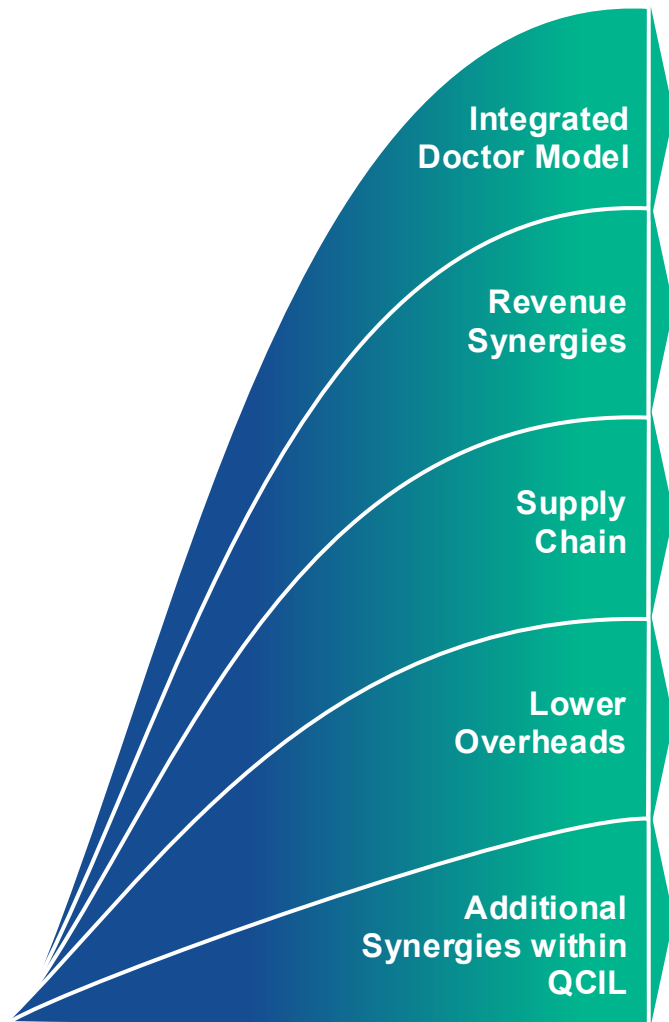 Integrated
Doctor Model
Revenue
Synergies
Supply
Chain
Lower
Overheads
Additional
Synergies within
QCIL